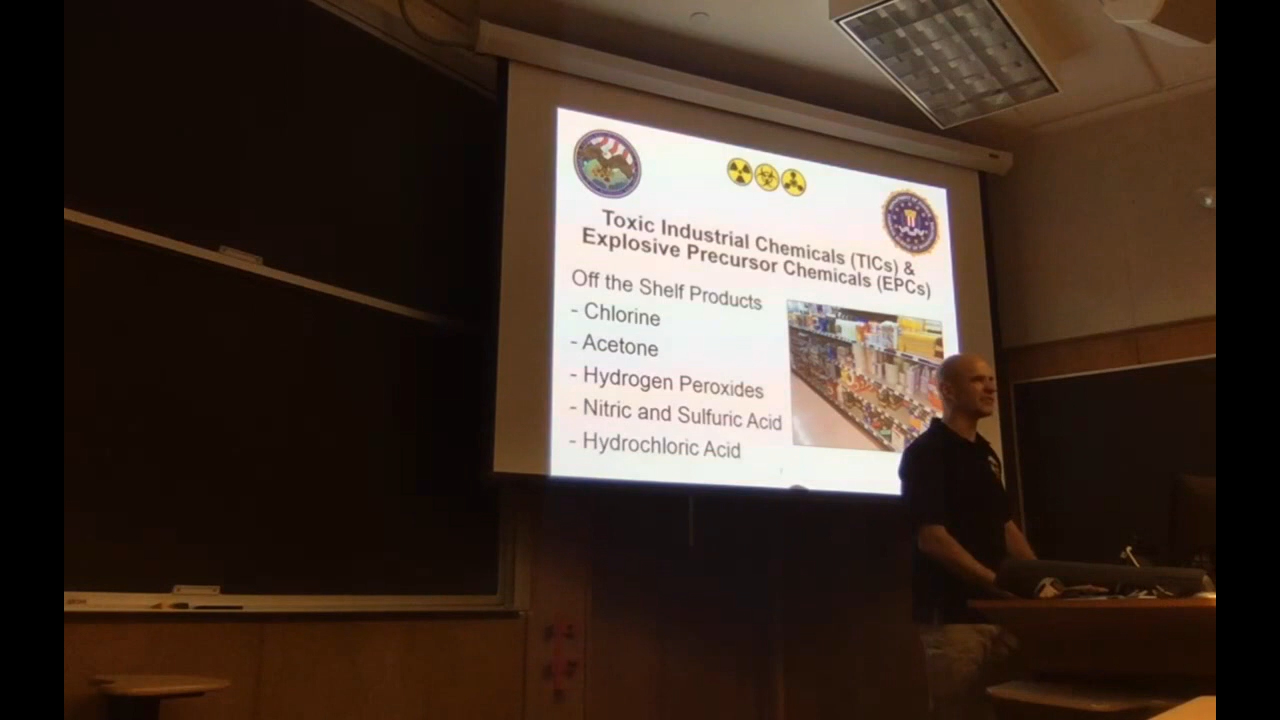 Toxic Industrial Chemicals (TICs) &
Explosive Precursor Chemicals (EPCs)
Off the Shelf Products
- Chlorine
- Acetone
- Hydrogen Peroxides
- Nitric and Sulfuric Acid
- Hydrochloric Acid